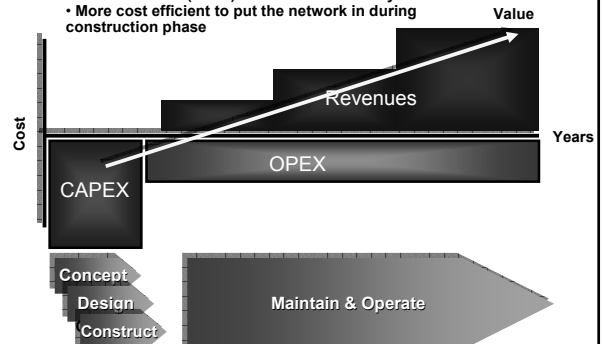 • More cost efficient to put the network in during
construction phase
Value
Revenues
Cost
Years
OPEX
CAPEX
Concept
Design
Construct
Maintain & Operate